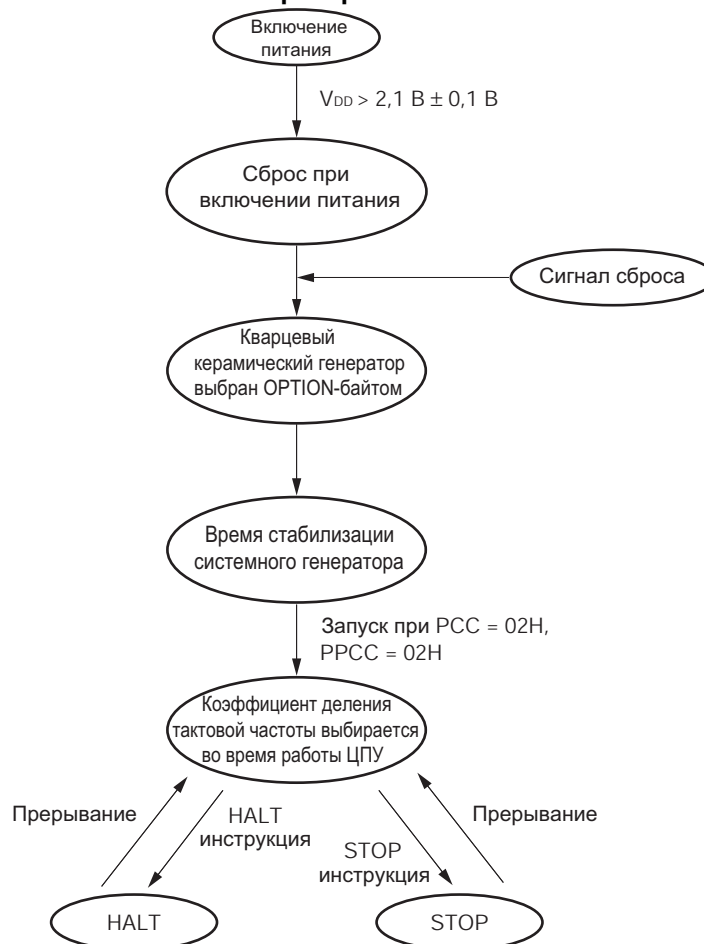 Включение
питания
VDD > 2,1 В ± 0,1 В
Сброс при
включении питания
Сигнал сброса
Кварцевый
керамический генератор
выбран OPTION-байтом
Время стабилизации
системного генератора
Запуск при PCC = 02H,
PPCC = 02H
Коэффициент деления
тактовой частоты выбирается
во время работы ЦПУ
Прерывание
HALT
инструкция
STOP
инструкция
Прерывание
HALT
STOP